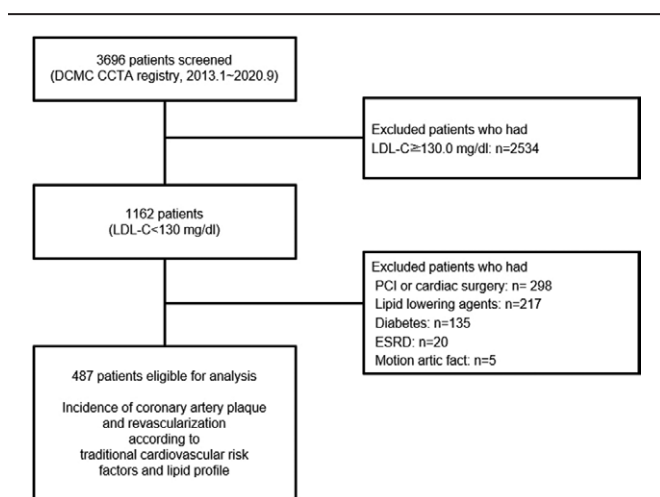 3696 patients screened
(DCMC CCTA registry, 2013.1~2020.9)
Excluded patients who had
LDL-C≧130.0 mg/dl: n=2534
1162 patients
(LDL-C<130 mg/dl)
Excluded patients who had
PCI or cardiac surgery: n= 298
Lipid lowering agents: n=217
Diabetes: n=135
ESRD: n=20
Motion artic fact: n=5
487 patients eligible for analysis
Incidence of coronary artery plaque
and revascularization
according to
traditional cardiovascular risk
factors and lipid profile